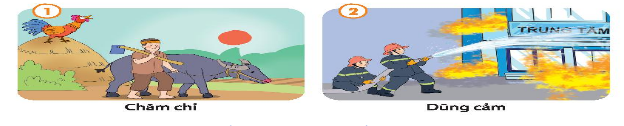 1
2
TRUNG TÂM
Chăm chỉ
Dũng cảm